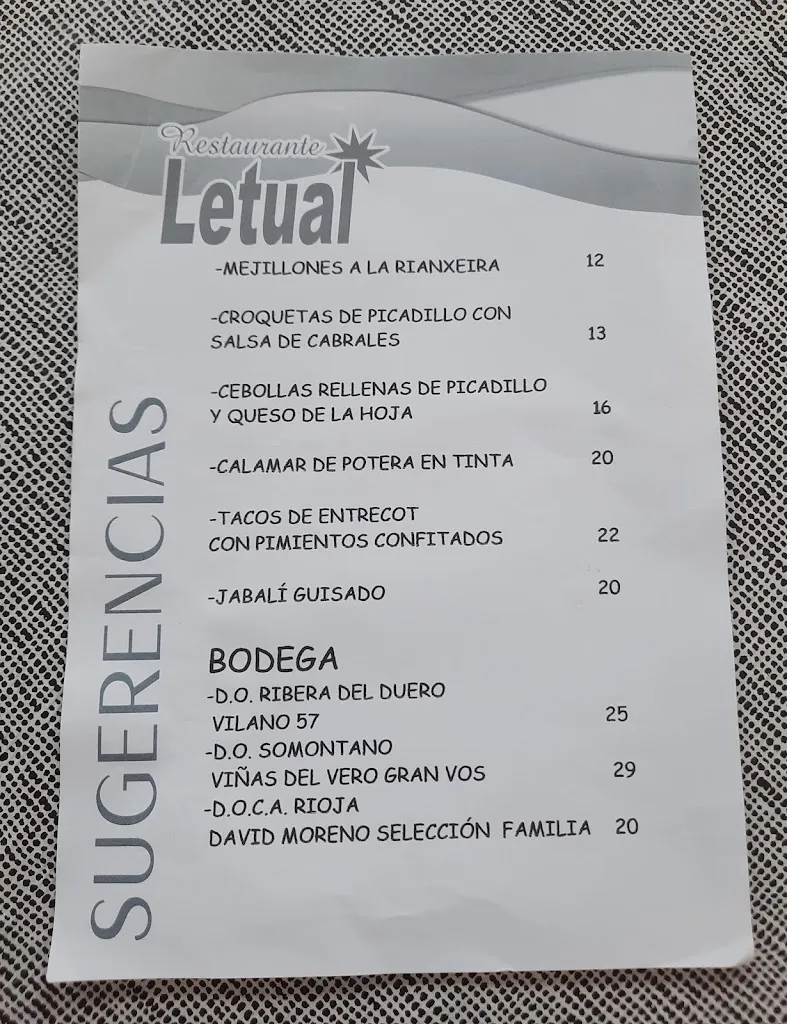 Restaurante
Letual
-MEJILLONES A LA RIANXEIRA 12
-CROQUETAS DE PICADILLO CON
SALSA DE CABRALES 13
-CEBOLLAS RELLENAS DE PICADILLO
Y QUESO DE LA HOJA 16
-CALAMAR DE POTERA EN TINTA 20
-TACOS DE ENTRECOT
CON PIMIENTOS CONFITADOS 22
-JABALÍ GUISADO 20
BODEGA
-D.O. RIBERA DEL DUERO
VILANO 57 25
-D.O. SOMONTANO
VIÑAS DEL VERO GRAN VOS 29
-D.O.C.A. RIOJA
DAVID MORENO SELECCIÓN FAMILIA 20
SUGERENCIAS